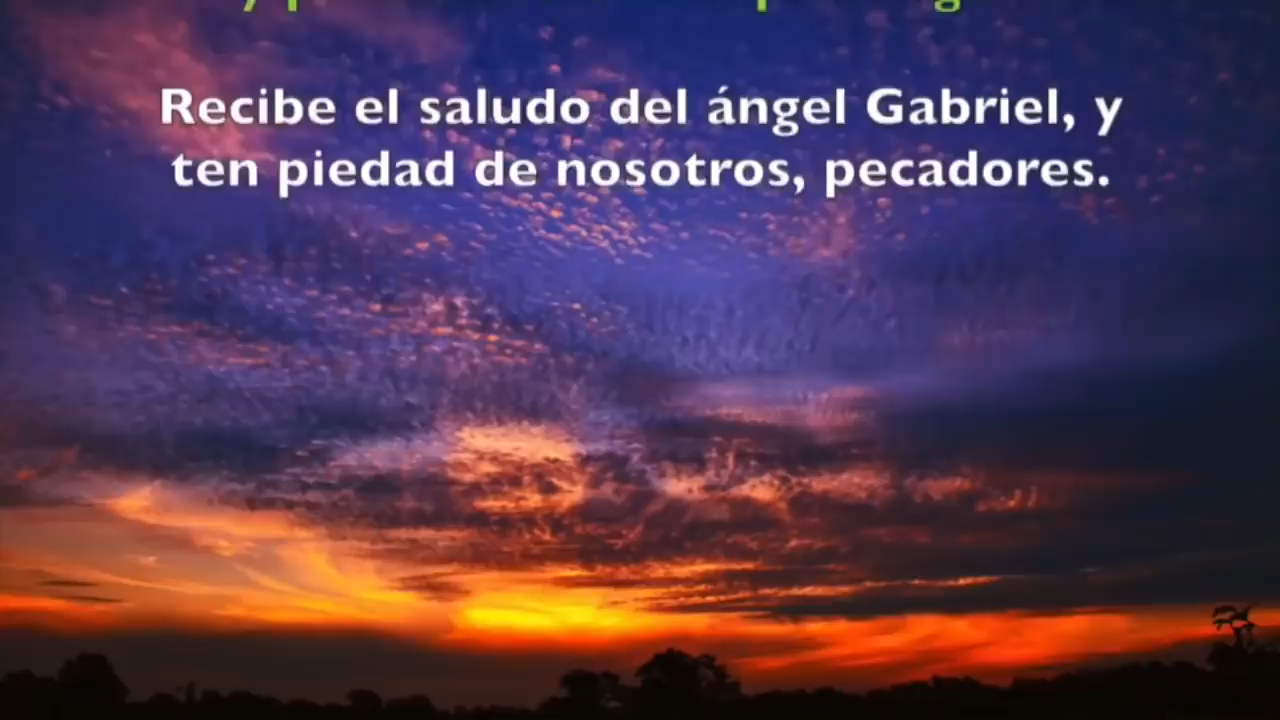 Recibe el saludo del ángel Gabriel, y
ten piedad de nosotros, pecadores.